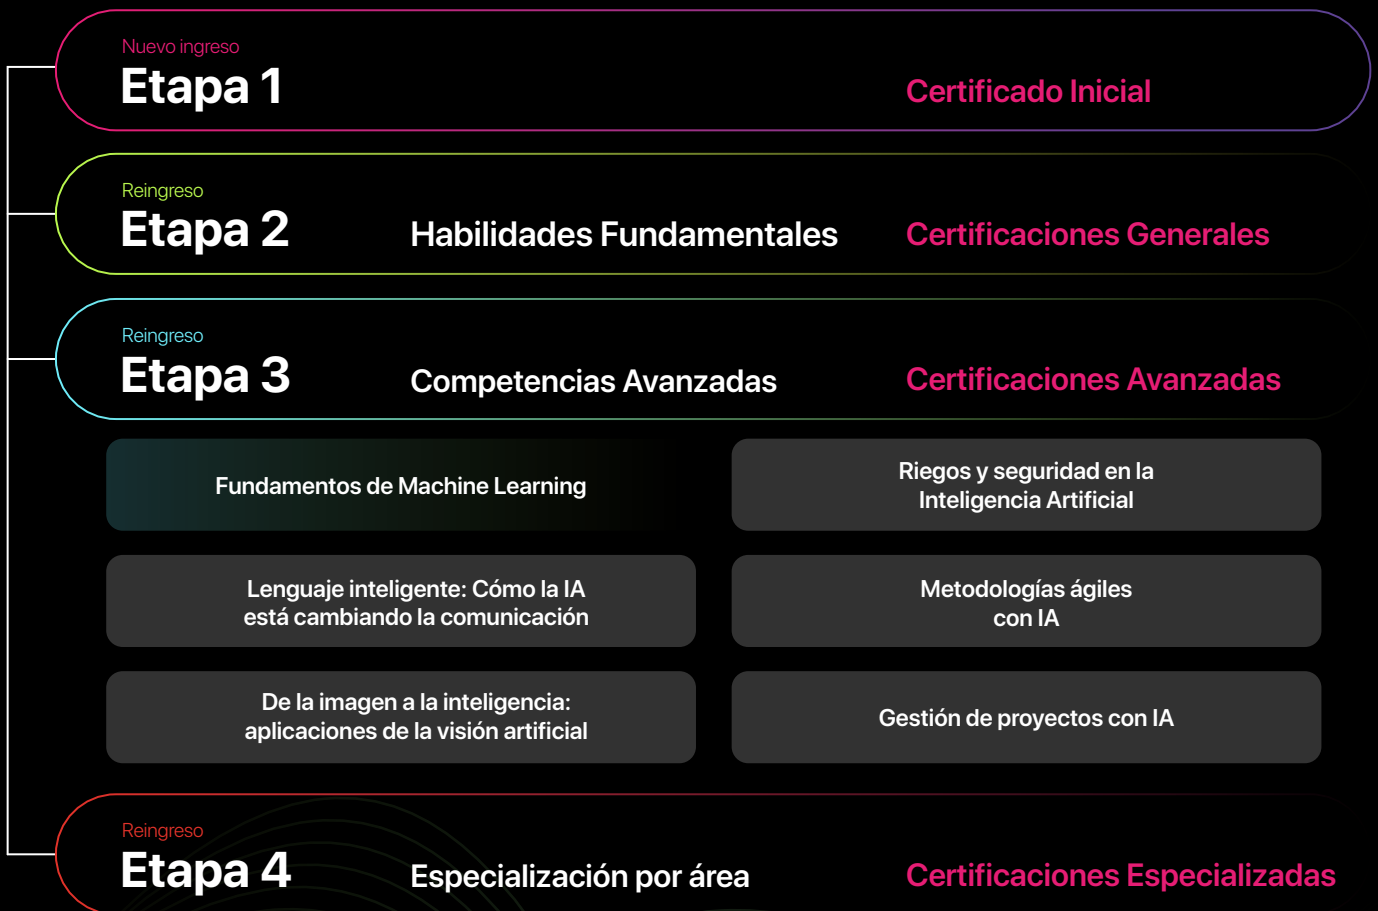 Nuevo ingreso
Etapa 1
Certificado Inicial
Reingreso
Etapa 2
Habilidades Fundamentales
Certificaciones Generales
Reingreso
Etapa 3
Competencias Avanzadas
Certificaciones Avanzadas
Fundamentos de Machine Learning
Riegos y seguridad en la
Inteligencia Artificial
Lenguaje inteligente: Cómo la IA
está cambiando la comunicación
Metodologías ágiles
con IA
De la imagen a la inteligencia:
aplicaciones de la visión artificial
Gestión de proyectos con IA
Reingreso
Etapa 4
Especialización por área
Certificaciones Especializadas